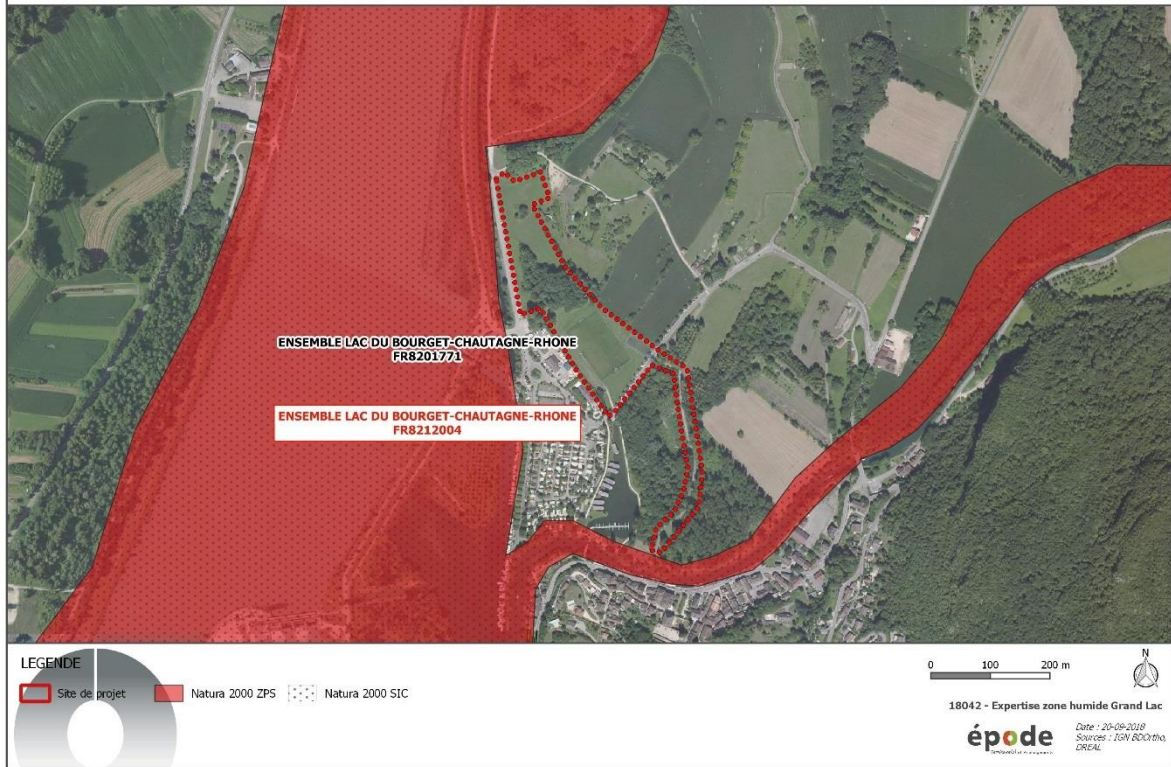 ENSEMBLE LAC DU BOURGET-CHAUTAGNE-RHONE
FR8201771
ENSEMBLE LAC DU BOURGET-CHAUTAGNE-RHONE
FR8212004
LEGENDE
Site de projet
Natura 2000 ZPS
Natura 2000 SIC
0 100 200 m
N
18042 - Expertise zone humide Grand Lac
épode
Date : 20-09-2018
Sources : IGN BDOrtho,
DREAL